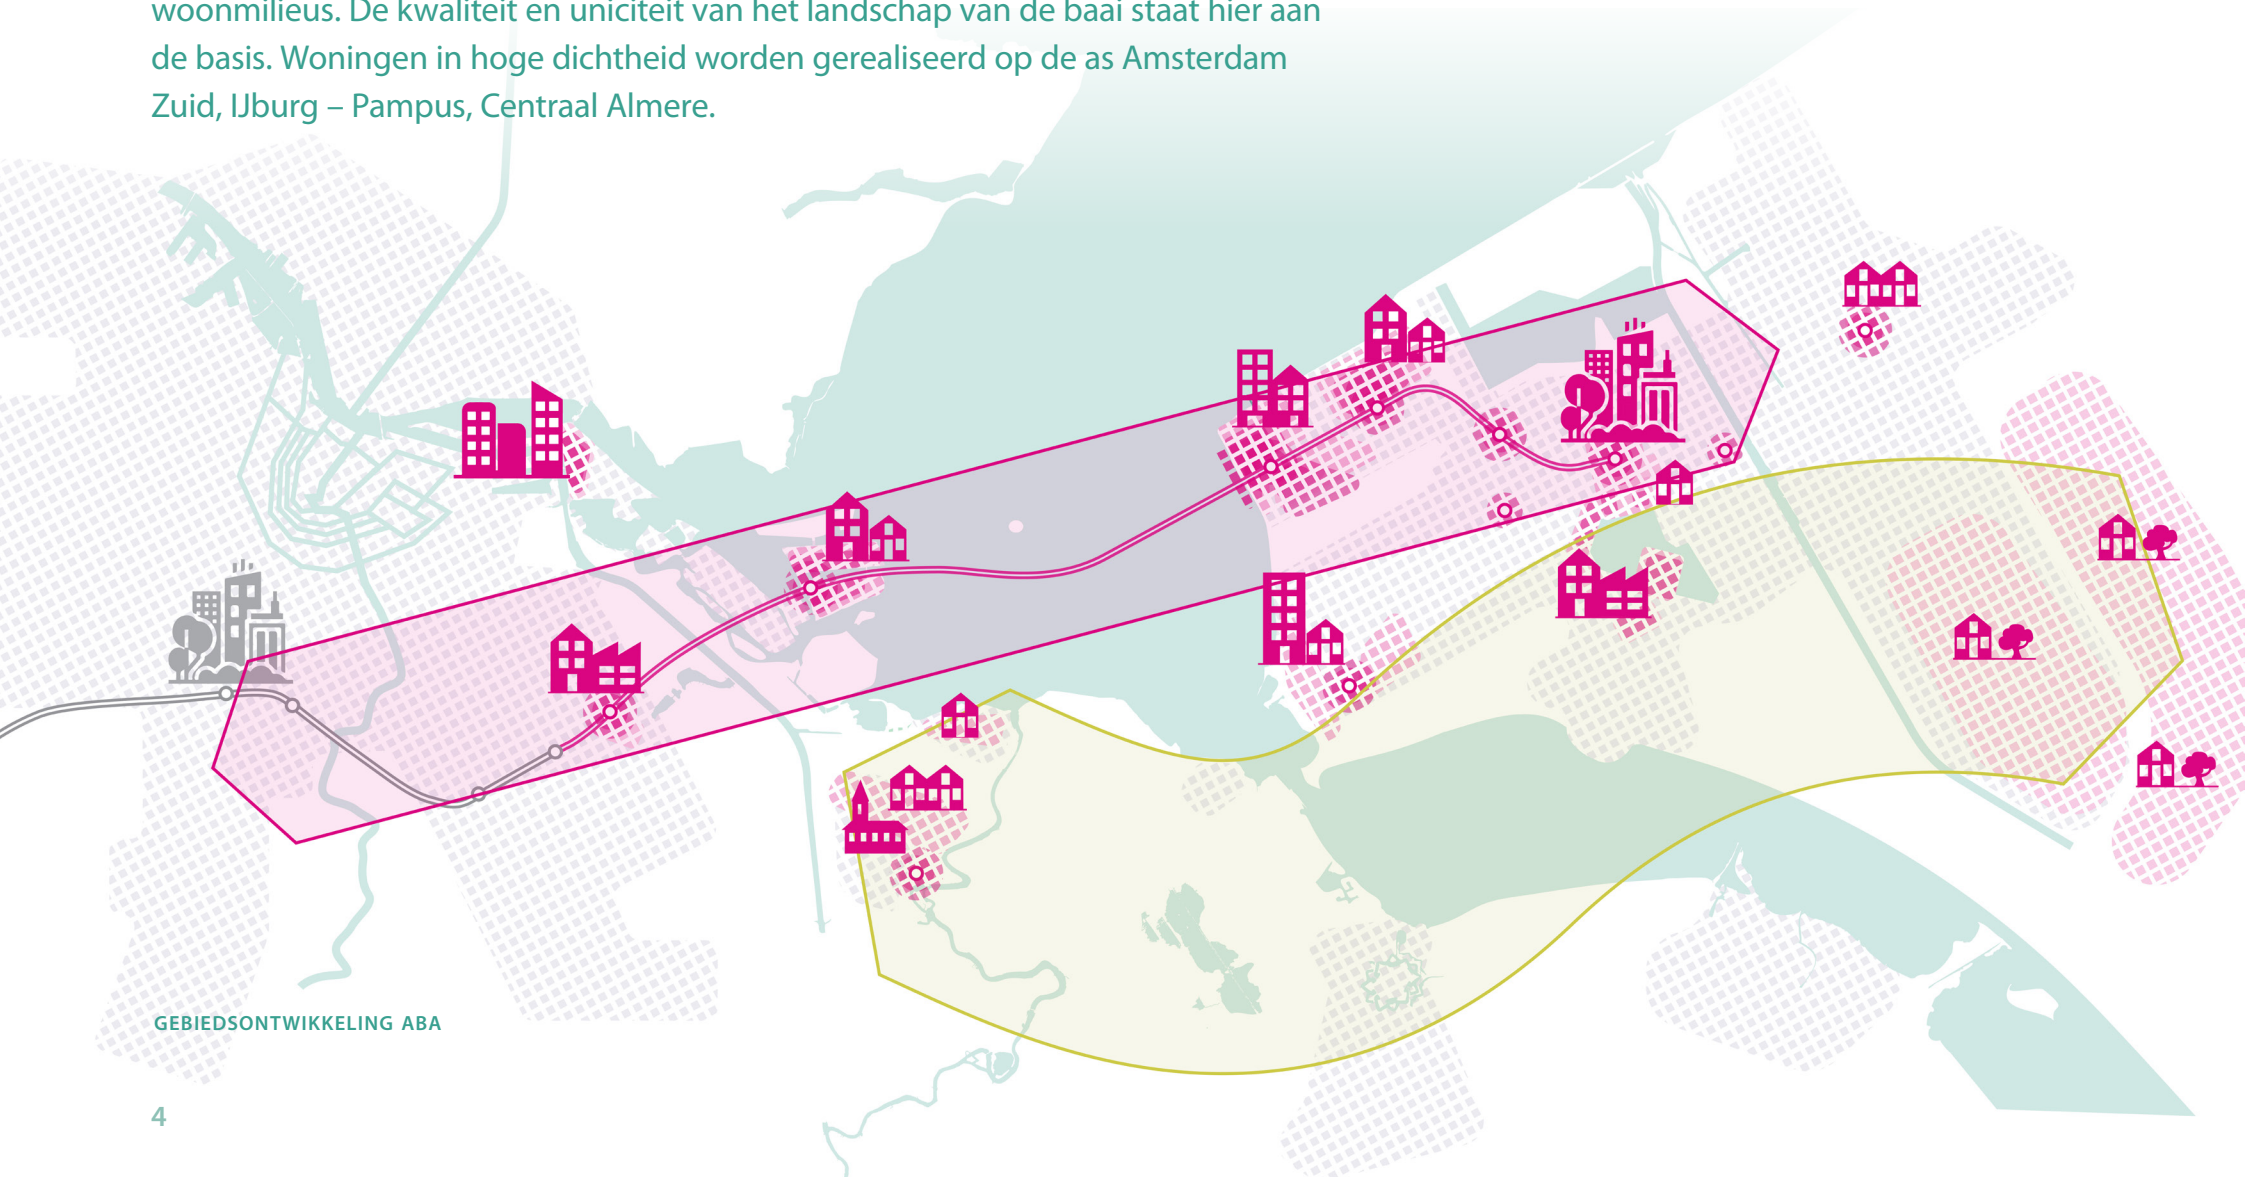 woonmilieus. De kwaliteit en uniciteit van het landschap van de baai staat hier aan
de basis. Woningen in hoge dichtheid worden gerealiseerd op de as Amsterdam
Zuid, IJburg – Pampus, Centraal Almere.
GEBIEDSONTWIKKELING ABA
4